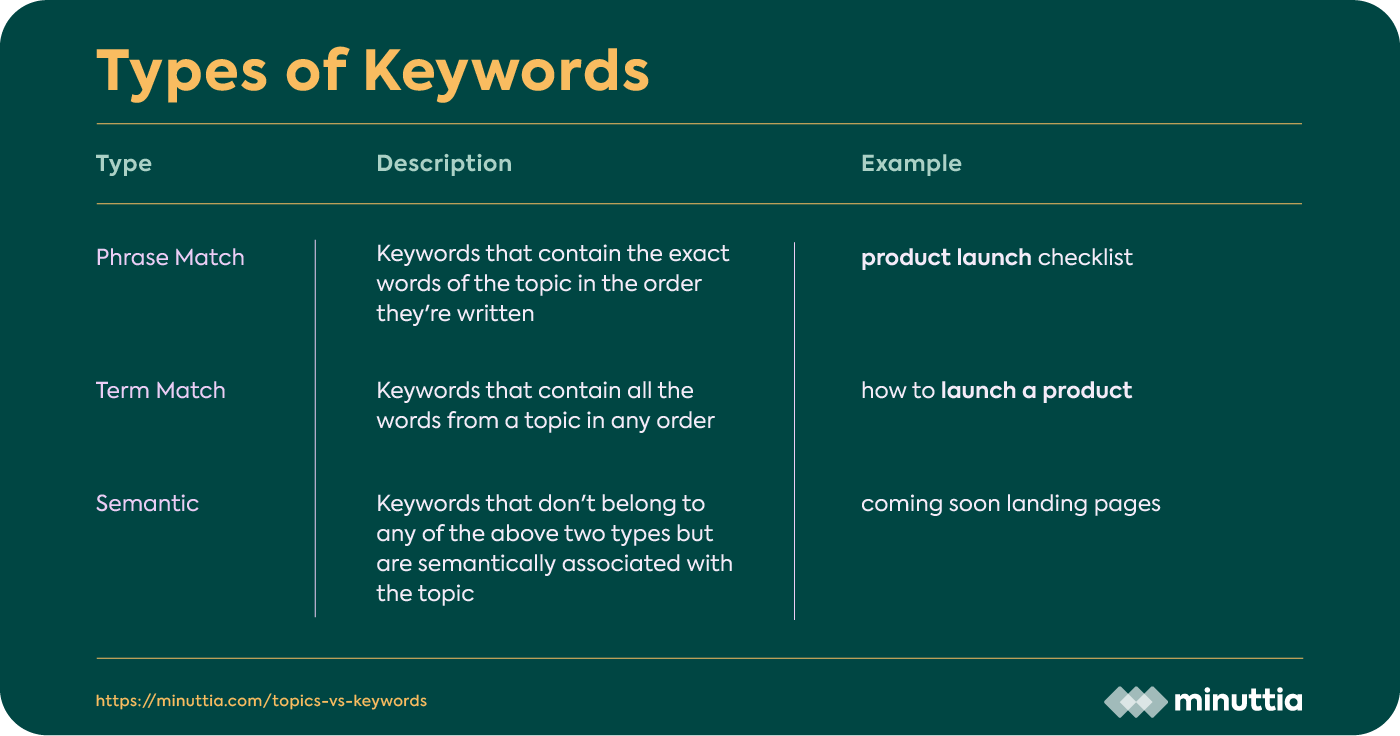 Types of Keywords
Type Description Example
Phrase Match
Keywords that contain the exact
words of the topic in the order
they're written
product launch checklist
Term Match
Keywords that contain all the
words from a topic in any order
how to launch a product
Semantic
Keywords that don't belong to
any of the above two types but
are semantically associated with
the topic
coming soon landing pages
https://minuttia.com/topics-vs-keywords
minuttia